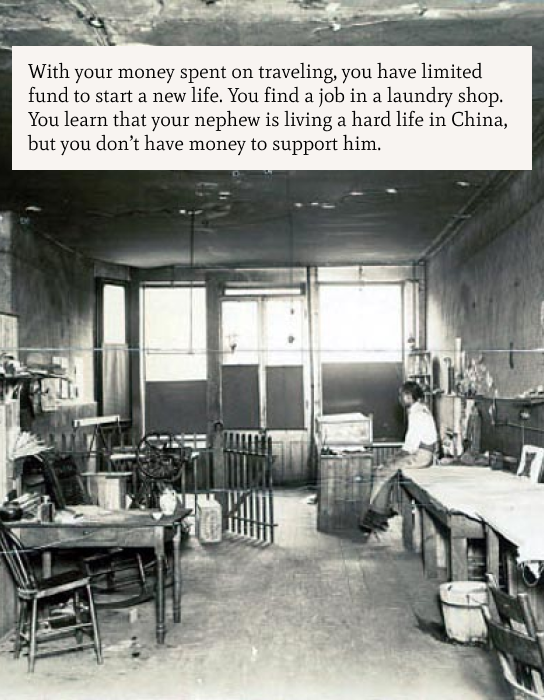 With your money spent on traveling, you have limited
fund to start a new life. You find a job in a laundry shop.
You learn that your nephew is living a hard life in China,
but you don’t have money to support him.